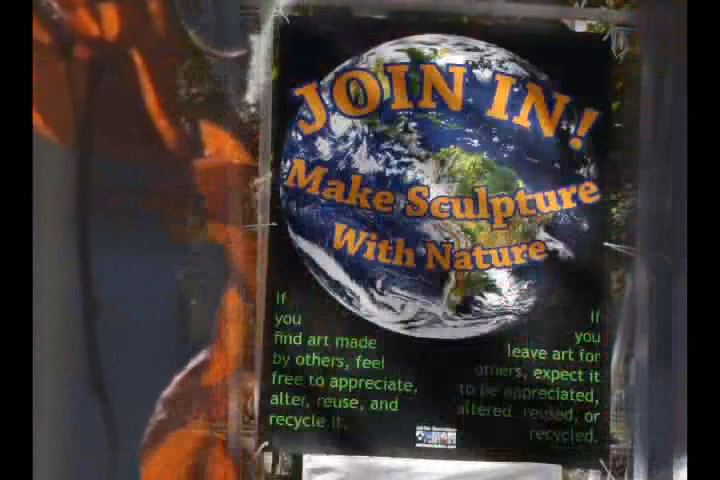 JOIN IN!
Make Sculpture
With Nature
If
you
find art made
by others, feel
free to appreciate,
alter, reuse, and
recycle it.
If
you
leave art for
others, expect it
to be appreciated,
altered, reused, or
recycled.